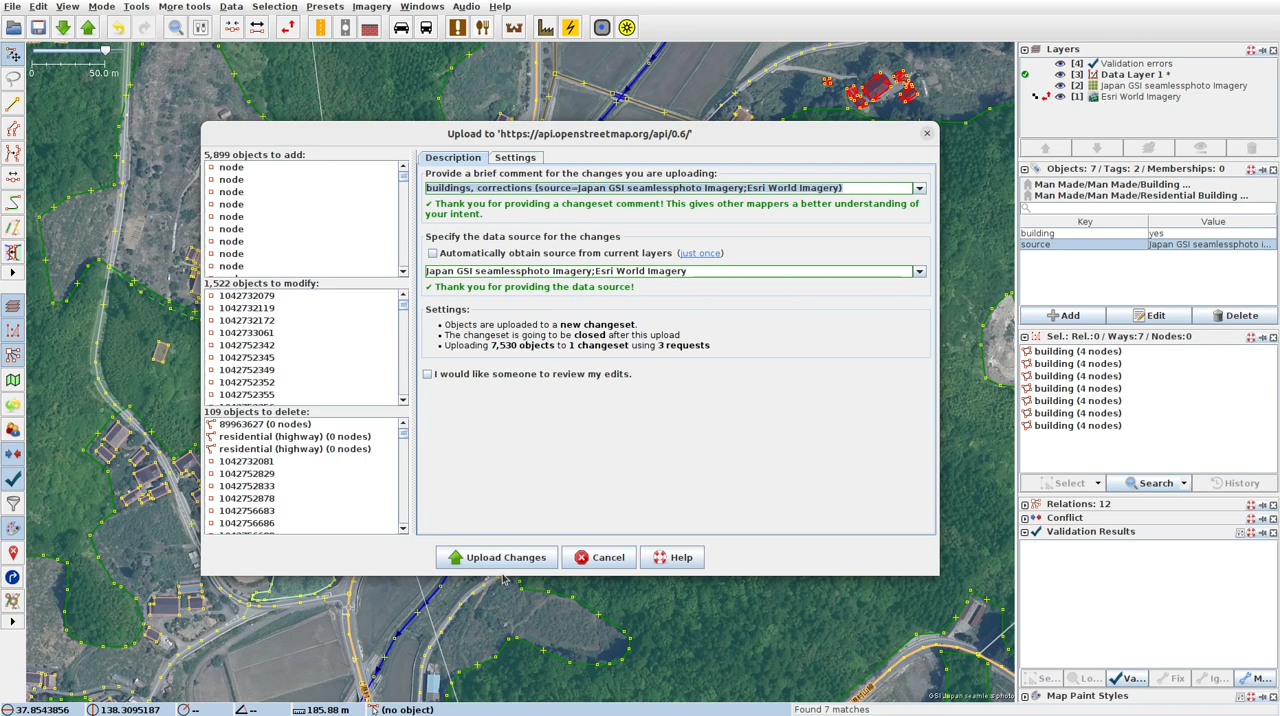 File Edit View Mode Tools More tools Data Selection Presets Imagery Windows Audio Help
0 50.0 m
Upload to 'https://api.openstreetmap.org/api/0.6/'
5,899 objects to add:
node
node
node
node
node
node
node
node
node
1,522 objects to modify:
1042732079
1042732119
1042732172
1042733061
1042752342
1042752345
1042752349
1042752352
1042752355
109 objects to delete:
89963627 (0 nodes)
residential (highway) (0 nodes)
residential (highway) (0 nodes)
1042732081
1042752829
1042752833
1042752878
1042756683
1042756686
Description Settings
Provide a brief comment for the changes you are uploading:
buildings, corrections (source=Japan GSI seamlessphoto Imagery;Esri World Imagery)
✔ Thank you for providing a changeset comment! This gives other mappers a better understanding of
your intent.
Specify the data source for the changes
Automatically obtain source from current layers (just once)
Japan GSI seamlessphoto Imagery;Esri World Imagery
✔ Thank you for providing the data source!
Settings:
• Objects are uploaded to a new changeset.
• The changeset is going to be closed after this upload
• Uploading 7,530 objects to 1 changeset using 3 requests
I would like someone to review my edits.
Upload Changes Cancel Help
Layers
[4] Validation errors
[3] Data Layer 1 *
[2] Japan GSI seamlessphoto Imagery
[1] Esri World Imagery
Objects: 7 / Tags: 2 / Memberships: 0
Man Made/Man Made/Building ...
Man Made/Man Made/Residential Building ...
Key Value
building yes
source Japan GSI seamlessphoto i...
Add Edit Delete
Sel.: Rel.:0 / Ways:7 / Nodes:0
building (4 nodes)
building (4 nodes)
building (4 nodes)
building (4 nodes)
building (4 nodes)
building (4 nodes)
building (4 nodes)
Select Search History
Relations: 12
Conflict
Validation Results
Se... Lo... Va... Fix Ig... M...
Map Paint Styles
GSI Japan seamless photo
37.8543856 138.3095187 -- -- 185.88 m (no object) Found 7 matches